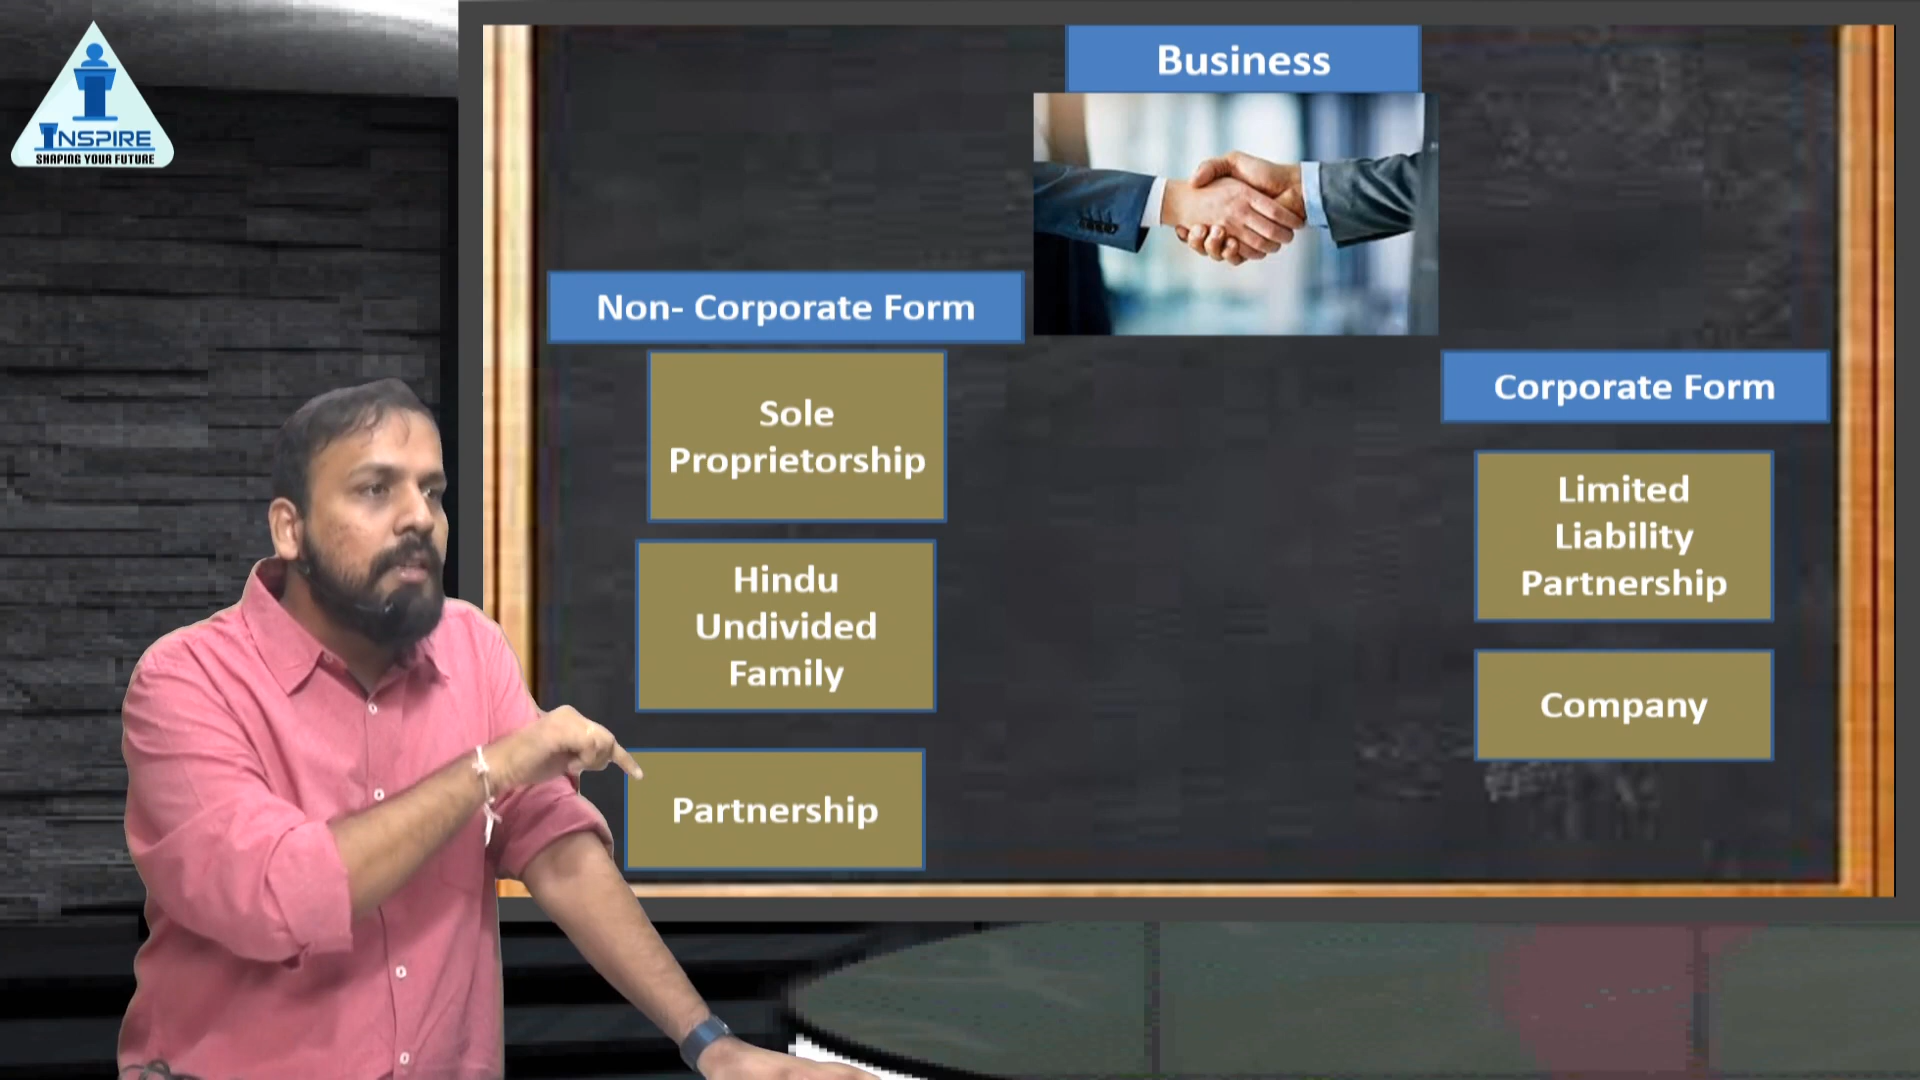 INSPIRE
SHAPING YOUR FUTURE
Business
Non- Corporate Form
Sole
Proprietorship
Hindu
Undivided
Family
Partnership
Corporate Form
Limited
Liability
Partnership
Company